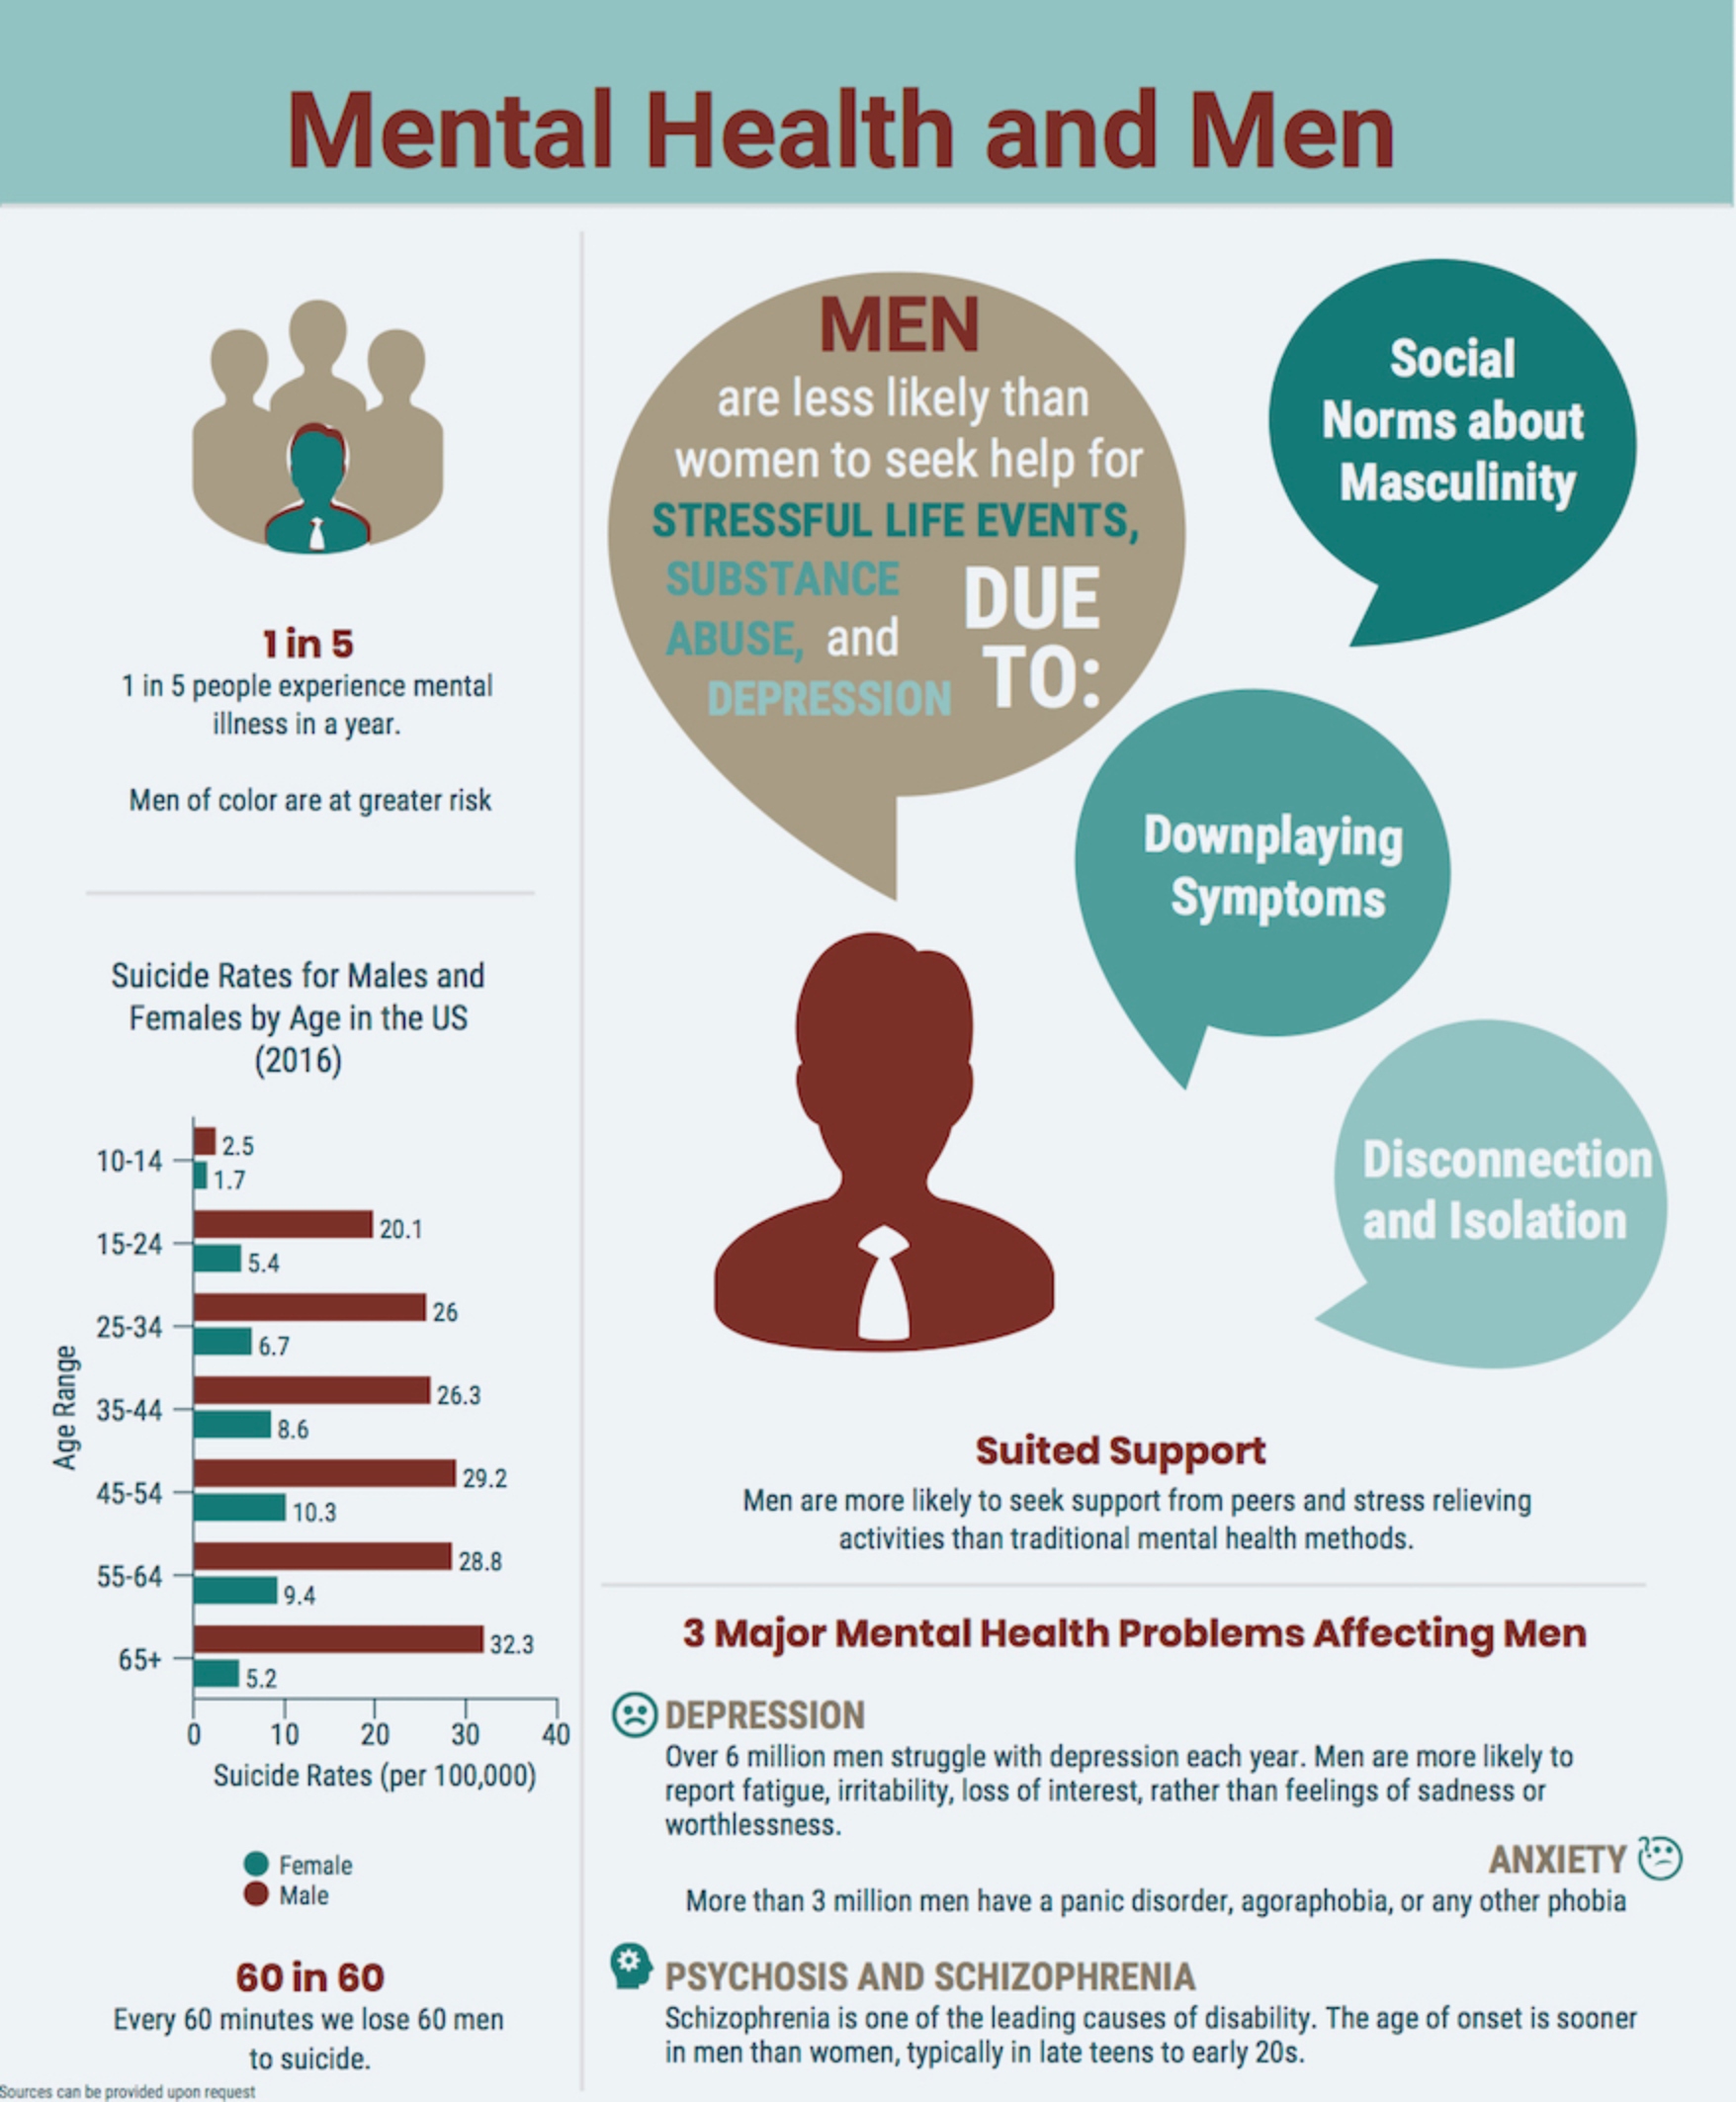 Mental Health and Men
1 in 5
1 in 5 people experience mental
illness in a year.
Men of color are at greater risk
Suicide Rates for Males and
Females by Age in the US
(2016)
Age Range
10-14
2.5
1.7
15-24
20.1
5.4
25-34
26
6.7
35-44
26.3
8.6
45-54
29.2
10.3
55-64
28.8
9.4
65+
32.3
5.2
0 10 20 30 40
Suicide Rates (per 100,000)
Female
Male
60 in 60
Every 60 minutes we lose 60 men
to suicide.
Sources can be provided upon request
MEN
are less likely than
women to seek help for
STRESSFUL LIFE EVENTS,
SUBSTANCE
ABUSE, and
DEPRESSION
DUE
TO:
Social
Norms about
Masculinity
Downplaying
Symptoms
Disconnection
and Isolation
Suited Support
Men are more likely to seek support from peers and stress relieving
activities than traditional mental health methods.
3 Major Mental Health Problems Affecting Men
DEPRESSION
Over 6 million men struggle with depression each year. Men are more likely to
report fatigue, irritability, loss of interest, rather than feelings of sadness or
worthlessness.
ANXIETY
More than 3 million men have a panic disorder, agoraphobia, or any other phobia
PSYCHOSIS AND SCHIZOPHRENIA
Schizophrenia is one of the leading causes of disability. The age of onset is sooner
in men than women, typically in late teens to early 20s.